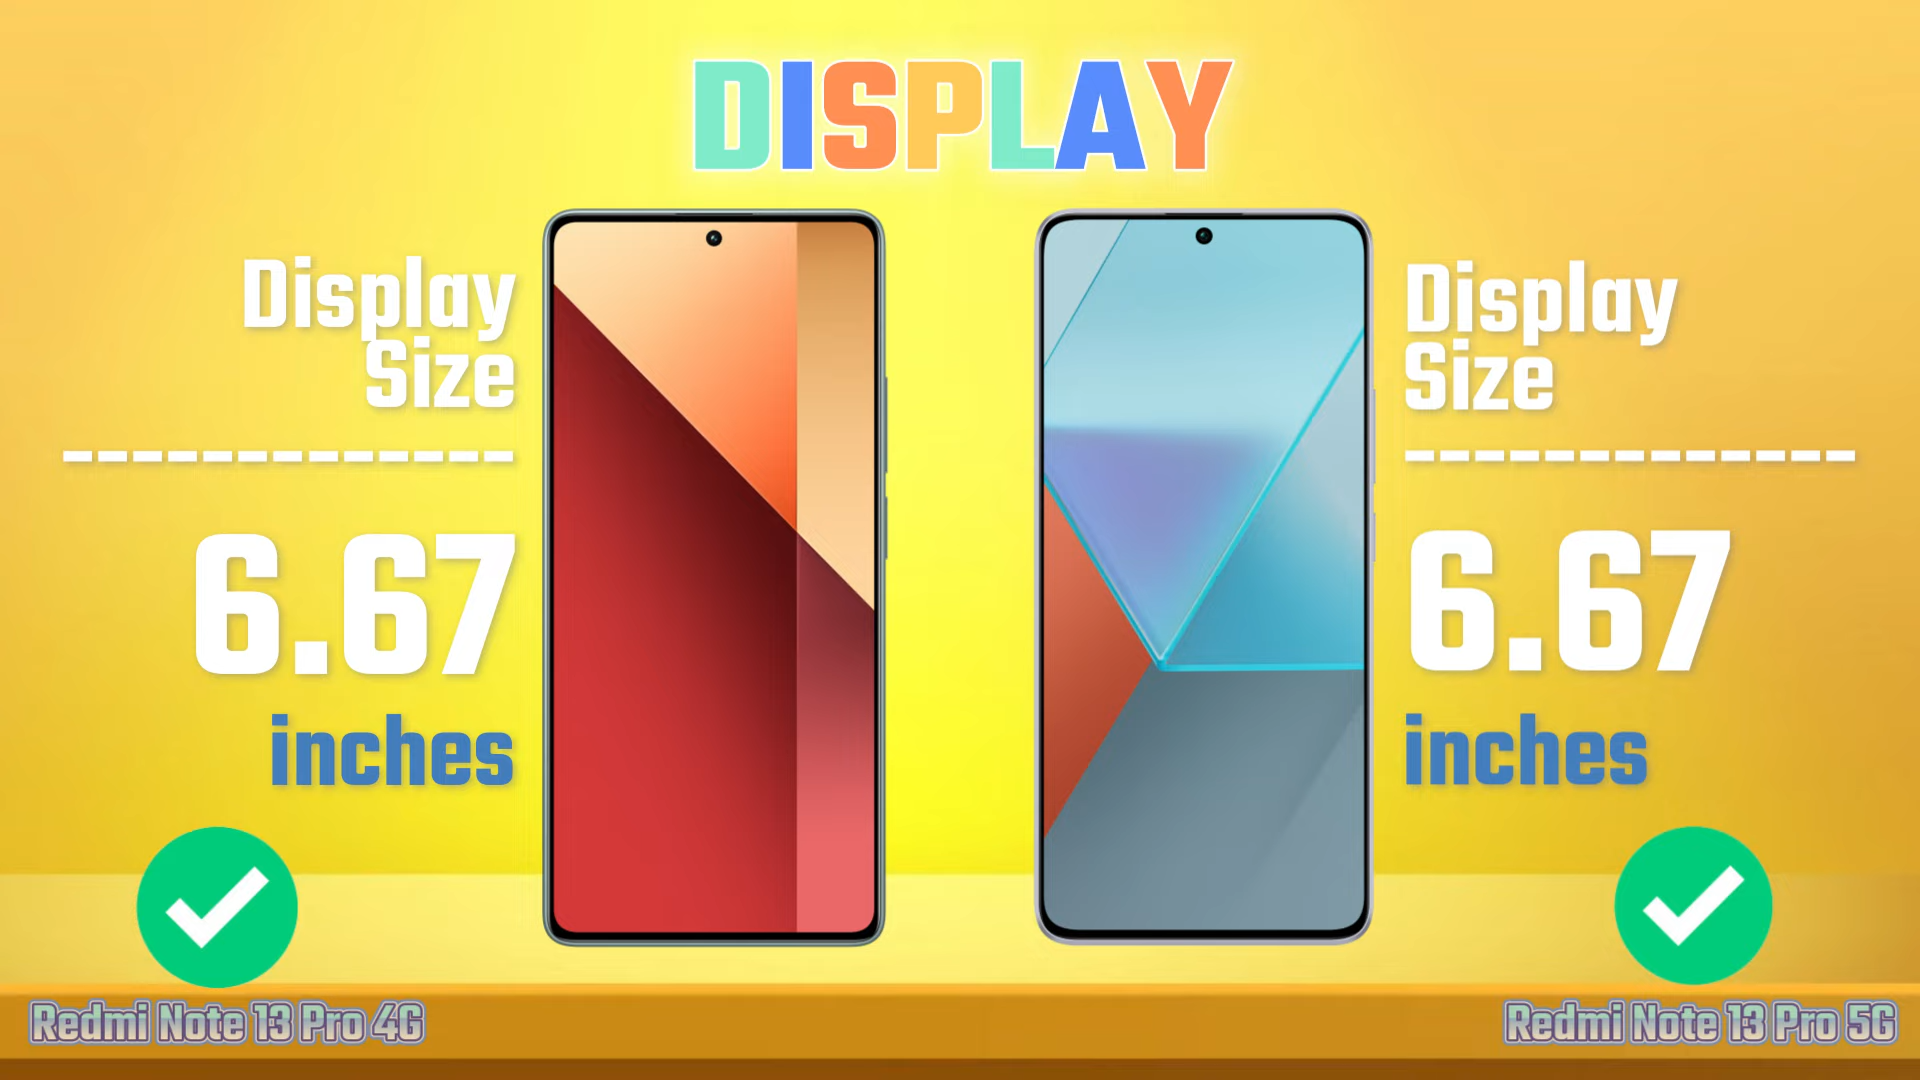 DISPLAY
Display
Size
-------------
6.67
inches
Display
Size
-------------
6.67
inches
Redmi Note 13 Pro 4G
Redmi Note 13 Pro 5G